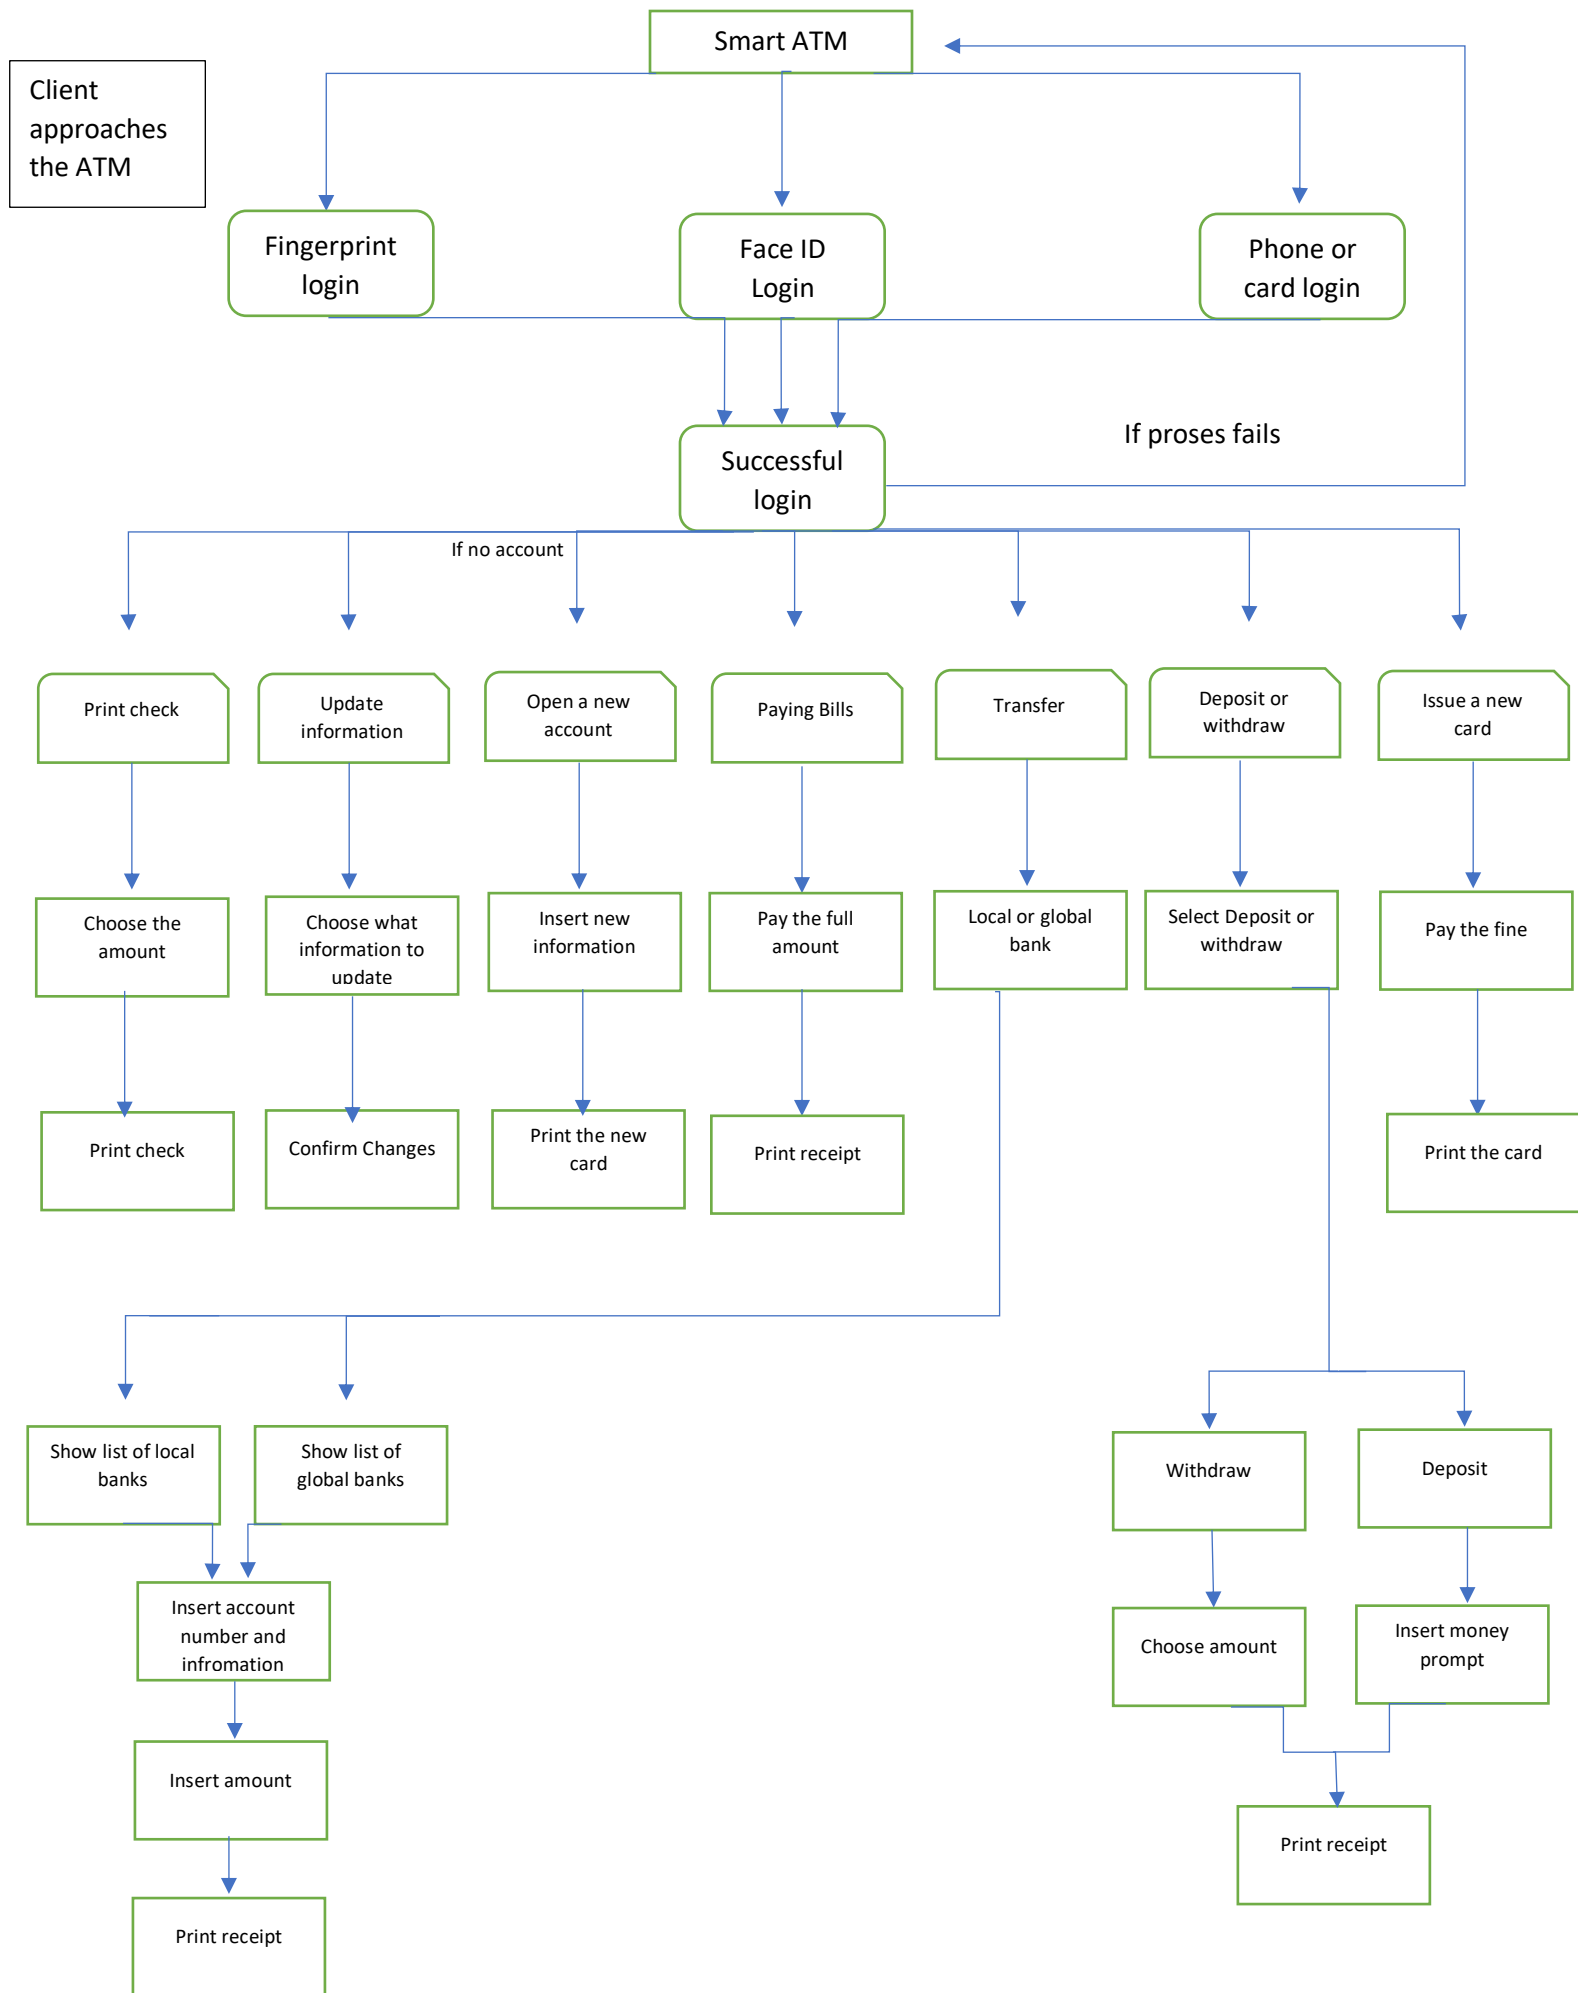 Smart ATM
Client
approaches
the ATM
Fingerprint
login
Face ID
Login
Phone or
card login
If proses fails
Successful
login
If no account
Print check
Update
information
Open a new
account
Paying Bills
Transfer
Deposit or
withdraw
Issue a new
card
Choose the
amount
Choose what
information to
update
Insert new
information
Pay the full
amount
Local or global
bank
Select Deposit or
withdraw
Pay the fine
Print check
Confirm Changes
Print the new
card
Print receipt
Print the card
Show list of local
banks
Show list of
global banks
Withdraw
Deposit
Insert account
number and
infromation
Choose amount
Insert money
prompt
Insert amount
Print receipt
Print receipt